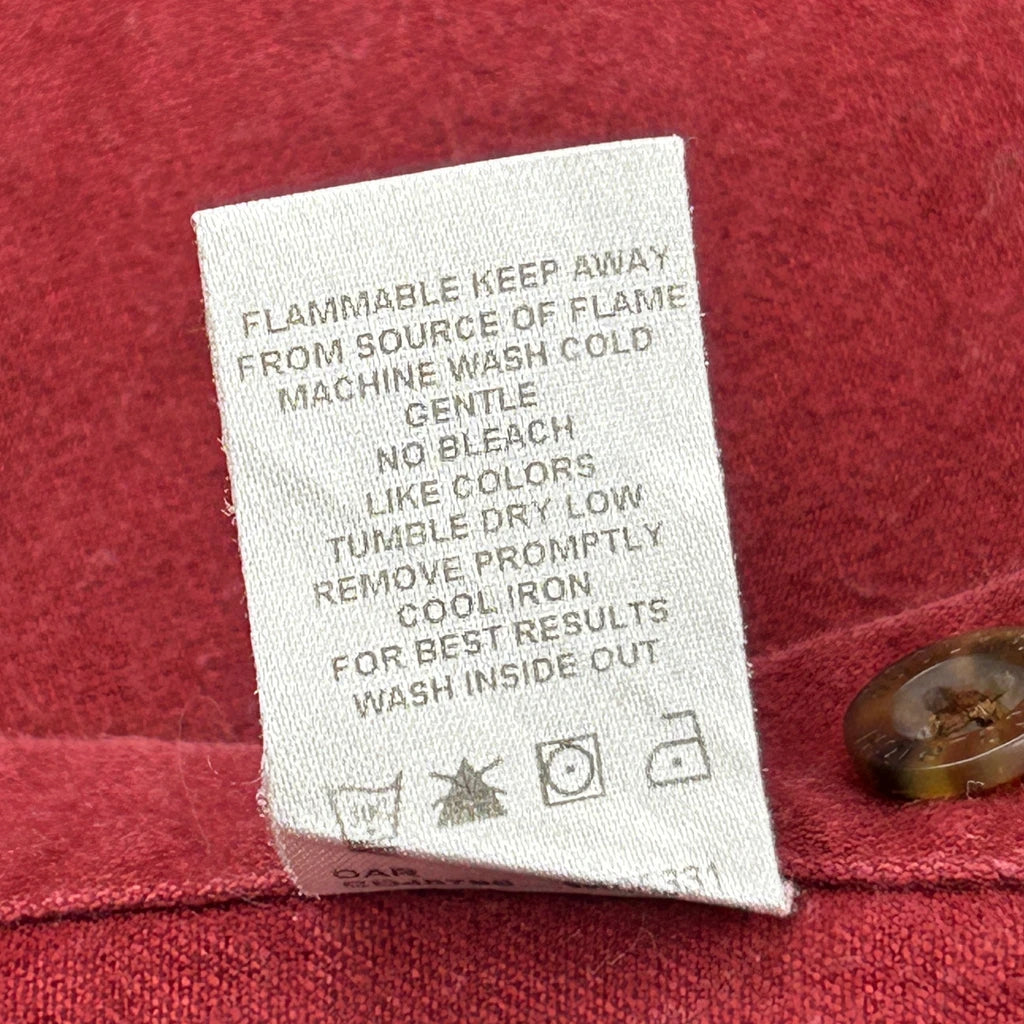 FLAMMABLE KEEP AWAY
FROM SOURCE OF FLAME
MACHINE WASH COLD
GENTLE
NO BLEACH
LIKE COLORS
TUMBLE DRY LOW
REMOVE PROMPTLY
COOL IRON
FOR BEST RESULTS
WASH INSIDE OUT